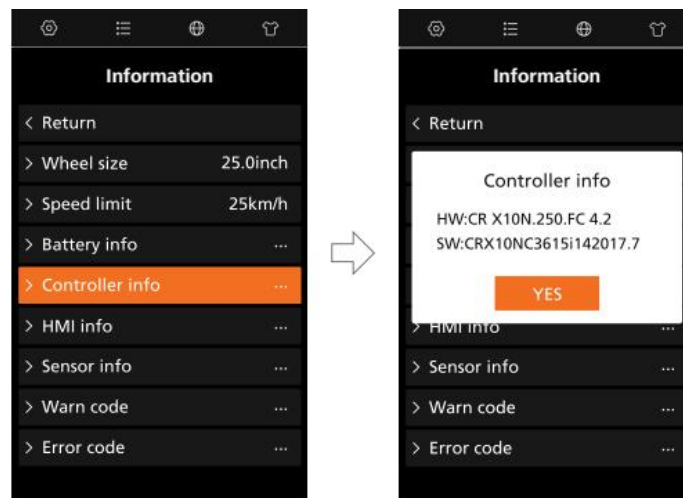 Information
< Return
> Wheel size 25.0inch
> Speed limit 25km/h
> Battery info ...
> Controller info ...
> HMI info ...
> Sensor info ...
> Warn code ...
> Error code ...
Information
< Return
Controller info
HW:CR X10N.250.FC 4.2
SW:CRX10NC3615i142017.7
YES
> HMI info ...
> Sensor info ...
> Warn code ...
> Error code ...